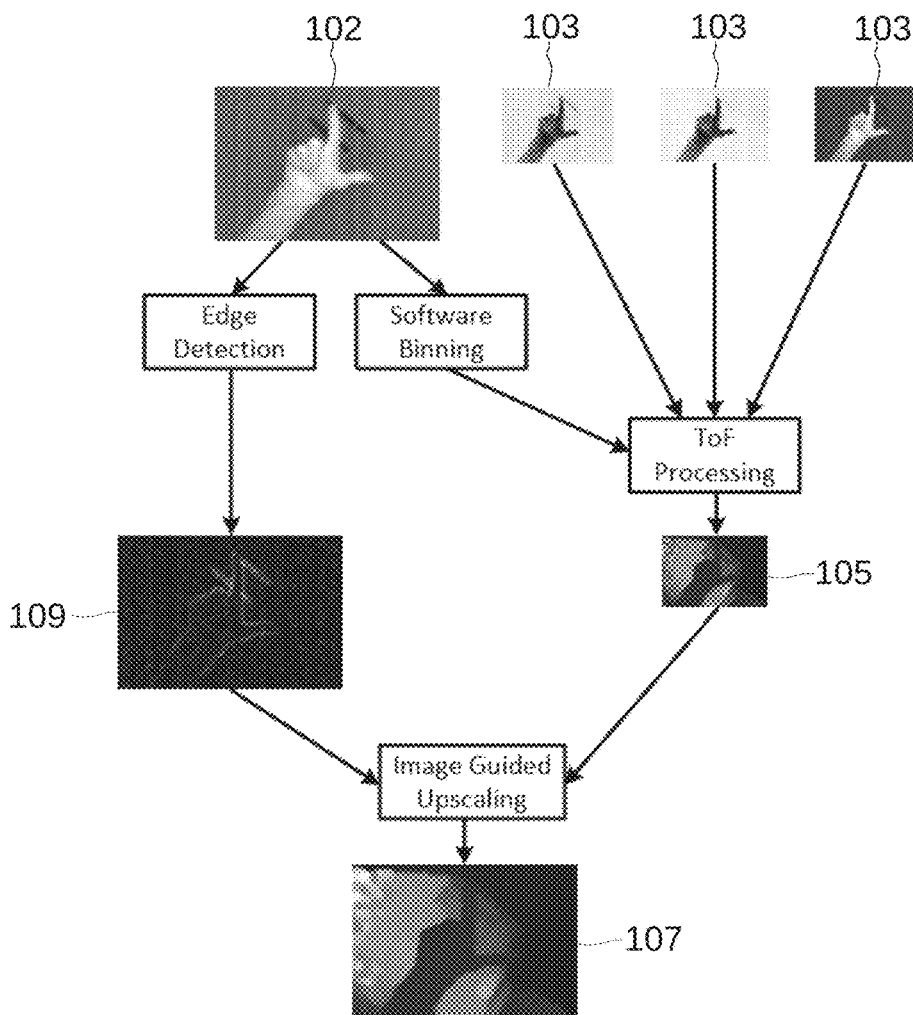 102
103
103
103
Edge
Detection
Software
Binning
ToF
Processing
105
109
Image Guided
Upscaling
107